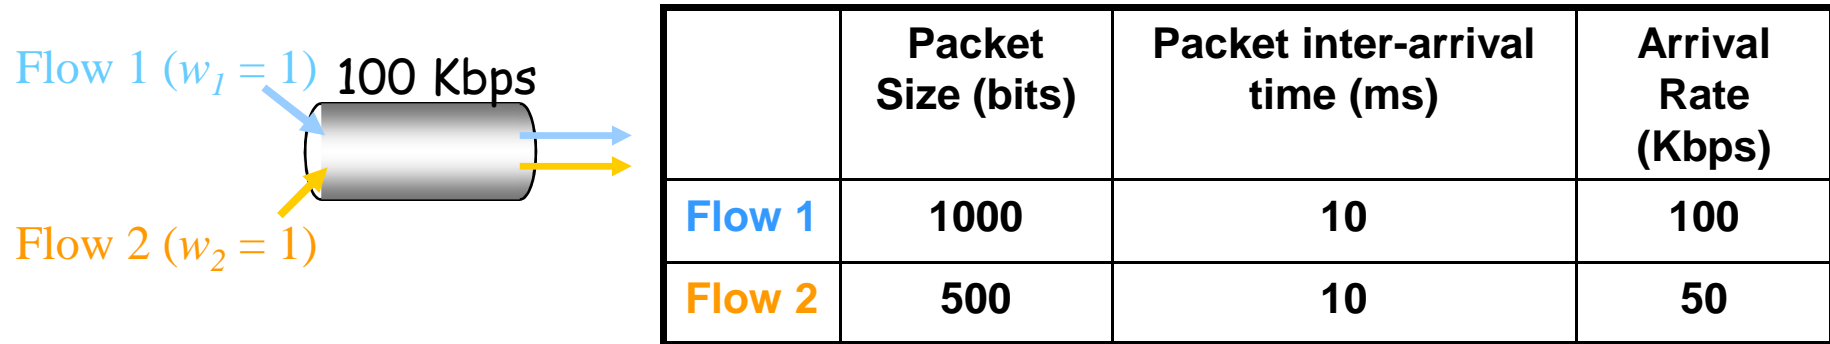 Flow 1 (w1 = 1)
100 Kbps
Flow 2 (w2 = 1)
Packet
Size (bits)
Packet inter-arrival
time (ms)
Arrival
Rate
(Kbps)
Flow 1 1000 10 100
Flow 2 500 10 50